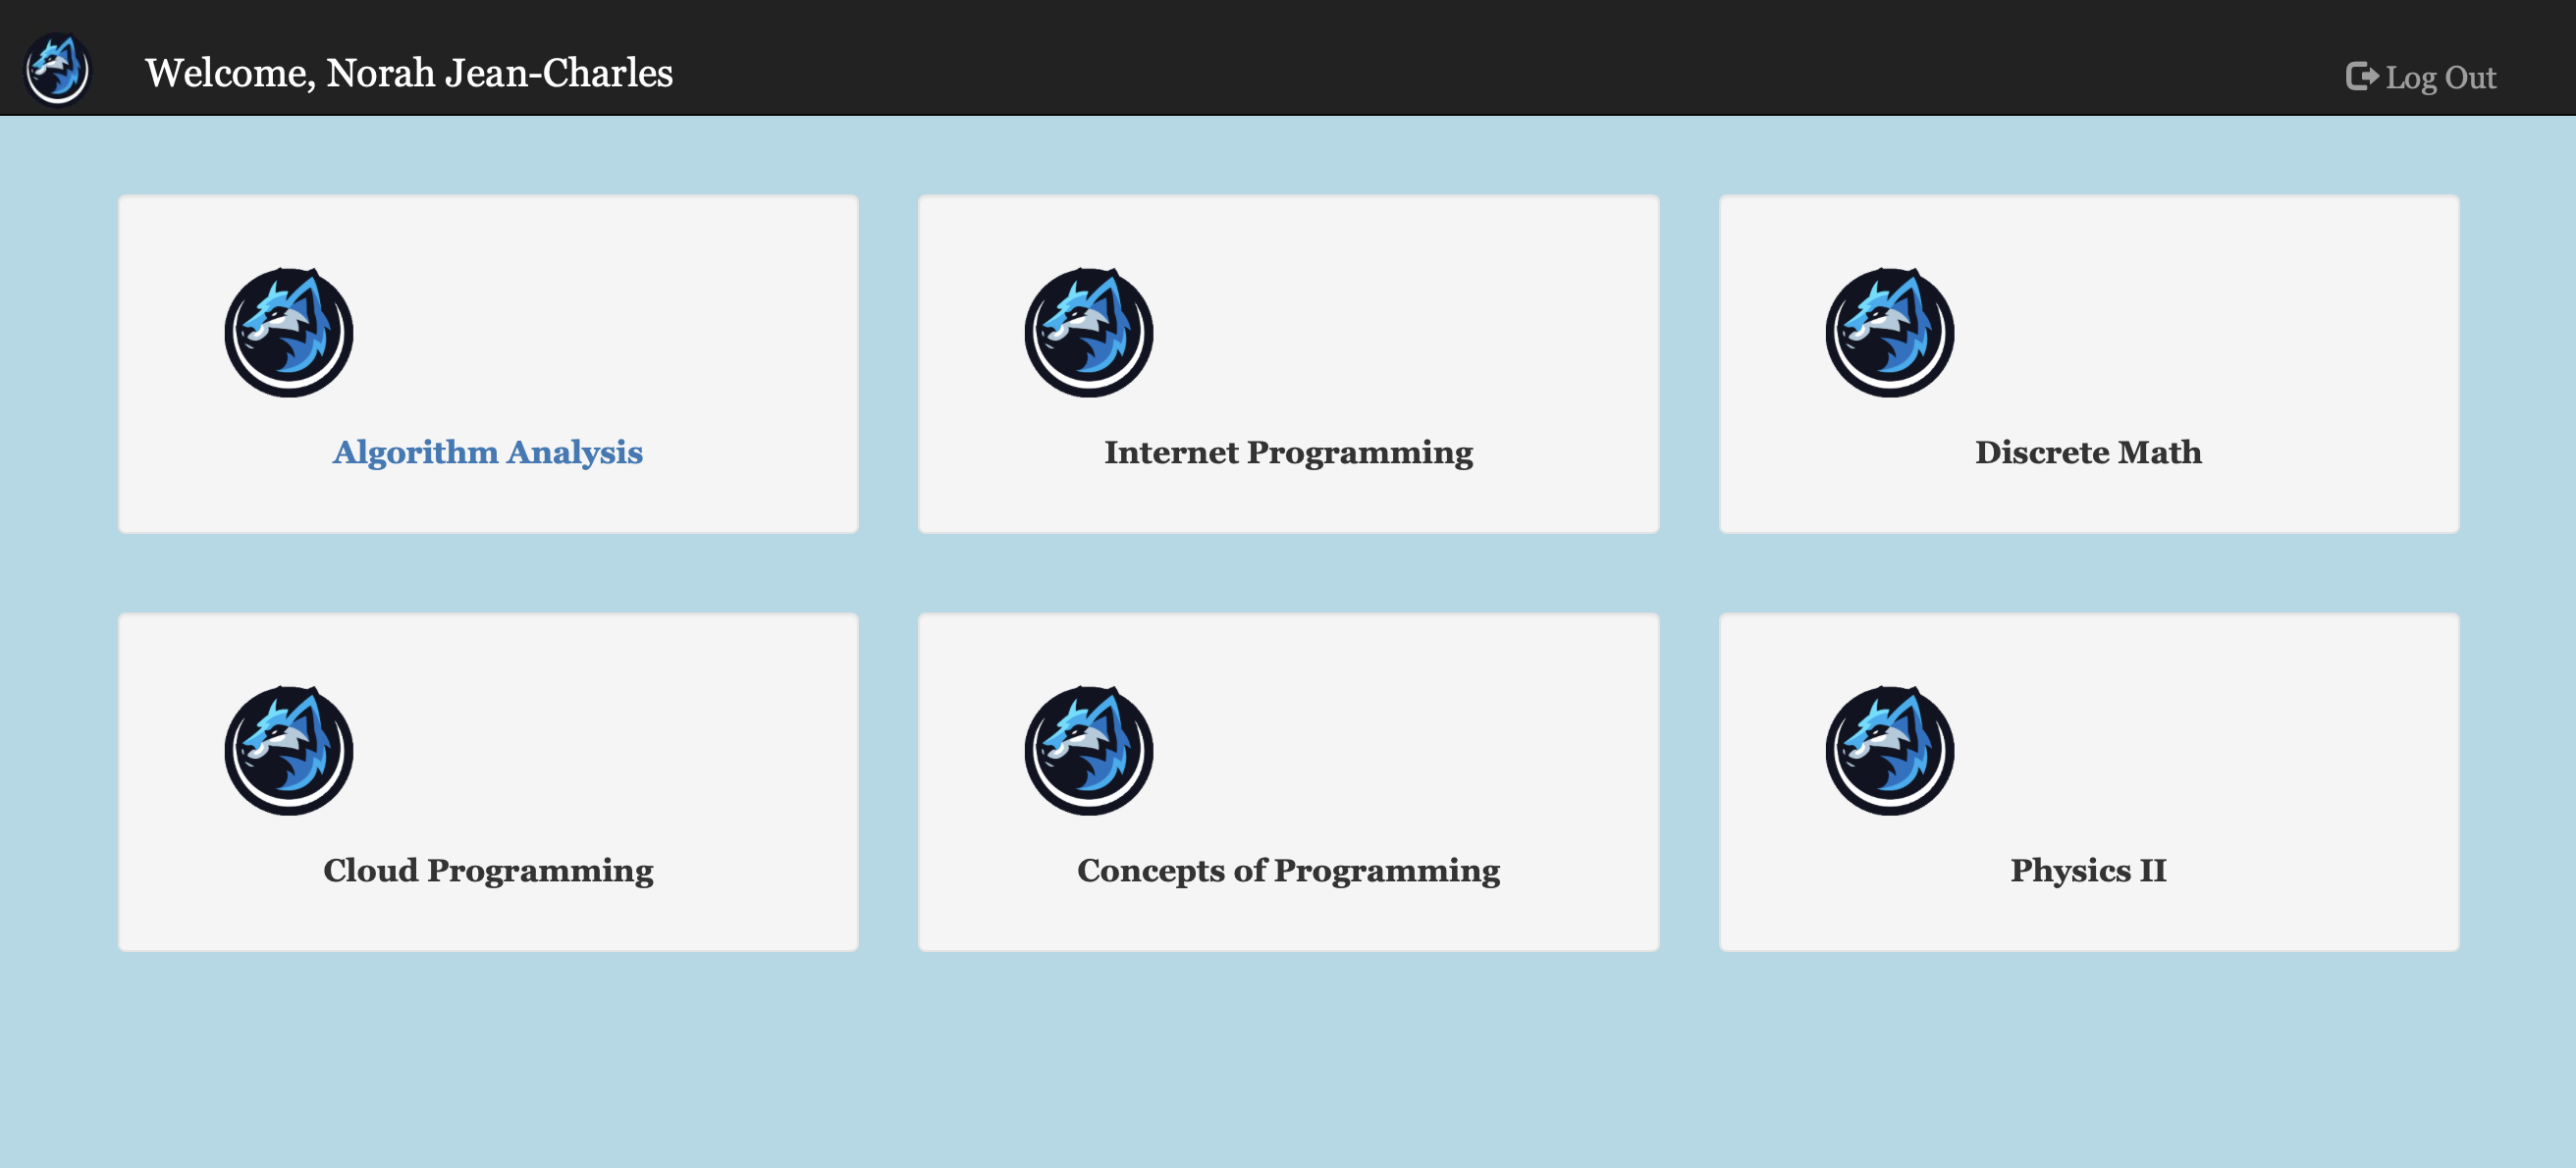 Welcome, Norah Jean-Charles
Log Out
Algorithm Analysis
Internet Programming
Discrete Math
Cloud Programming
Concepts of Programming
Physics II